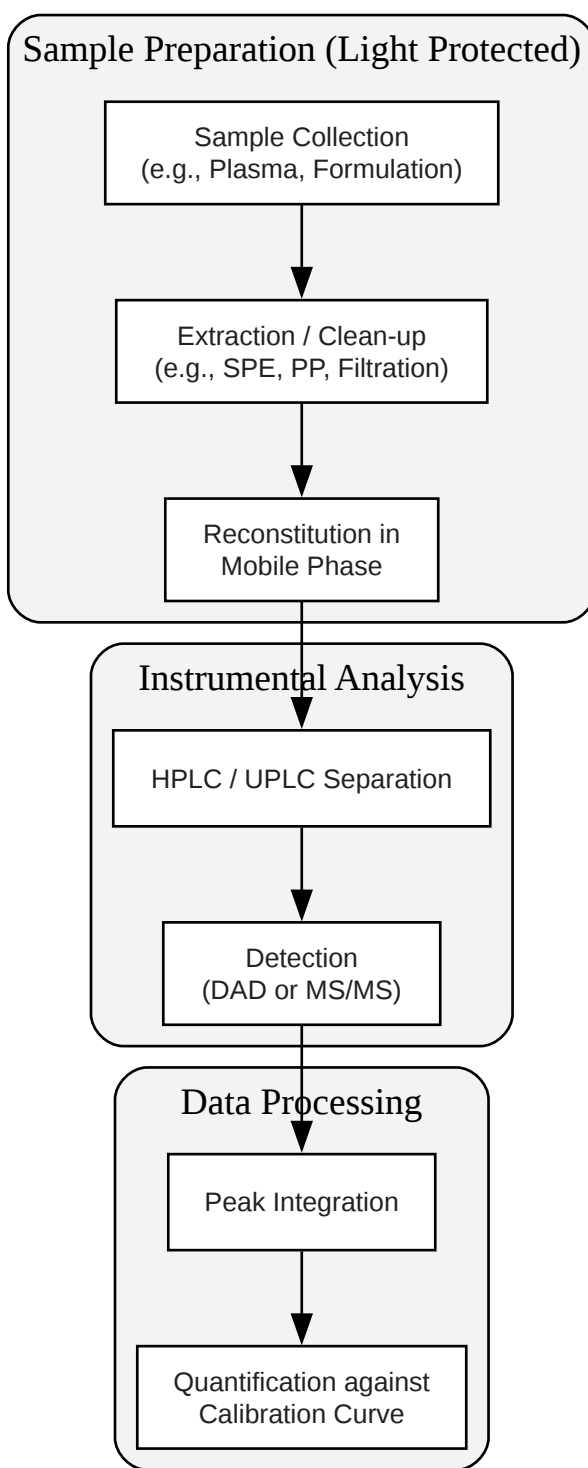 Sample Preparation (Light Protected)
Sample Collection
(e.g., Plasma, Formulation)
Extraction / Clean-up
(e.g., SPE, PP, Filtration)
Reconstitution in
Mobile Phase
Instrumental Analysis
HPLC / UPLC Separation
Detection
(DAD or MS/MS)
Data Processing
Peak Integration
Quantification against
Calibration Curve